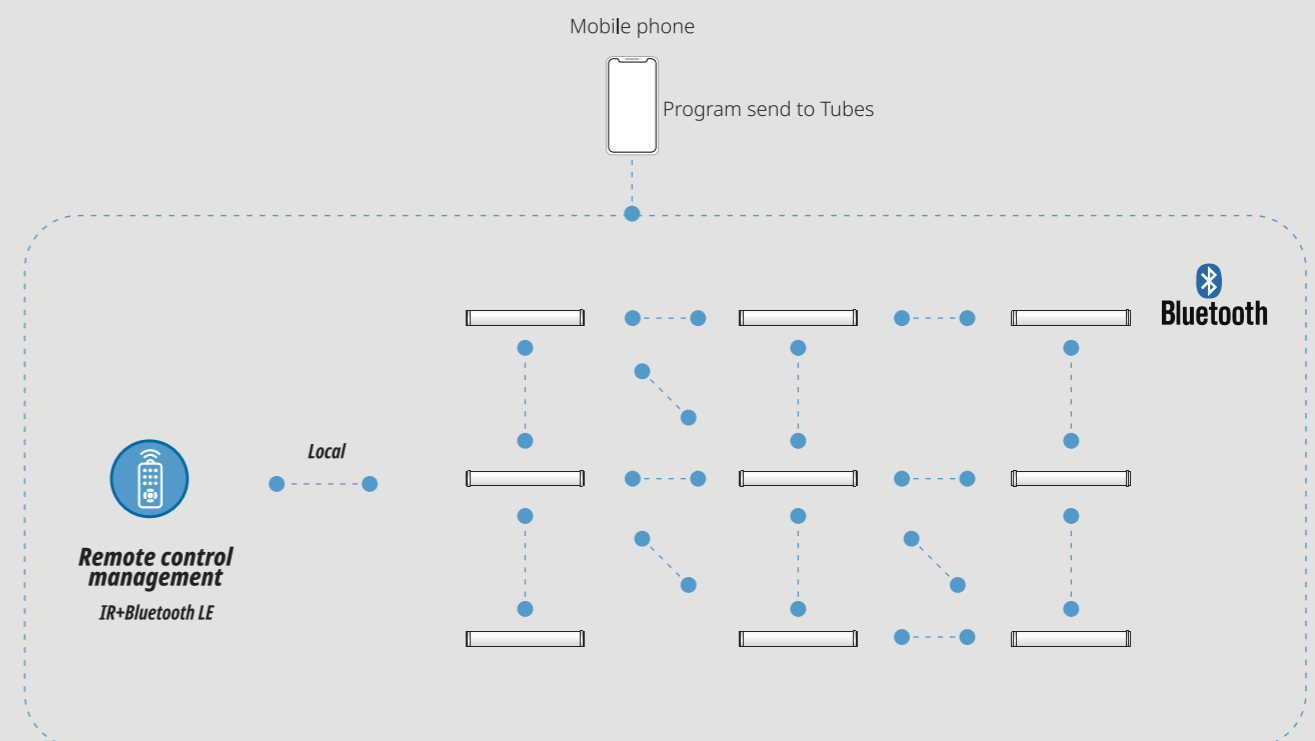 Mobile phone
Program send to Tubes
Bluetooth
Local
Remote control
management
IR+Bluetooth LE